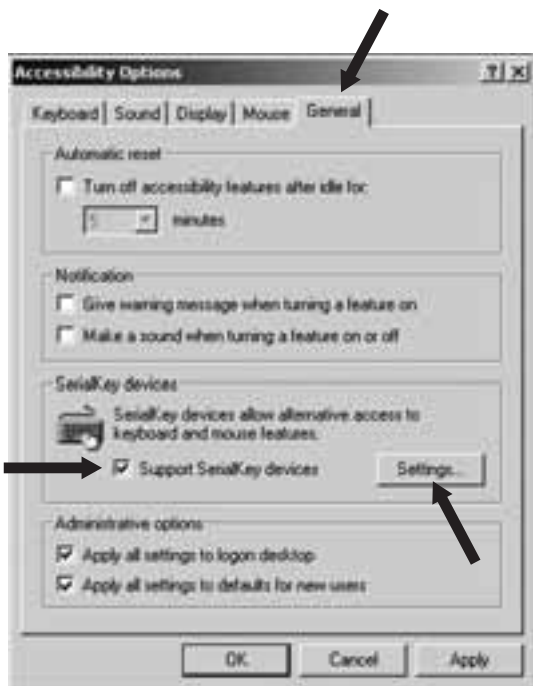 Accessibility Options
Keyboard Sound Display Mouse General
Automatic reset
Turn off accessibility features after idle for:
5 minutes
Notification
Give warning message when turning a feature on
Make a sound when turning a feature on or off
SerialKey devices
SerialKey devices allow alternative access to
keyboard and mouse features.
Support SerialKey devices Settings...
Administrative options
Apply all settings to logon desktop
Apply all settings to defaults for new users
OK Cancel Apply